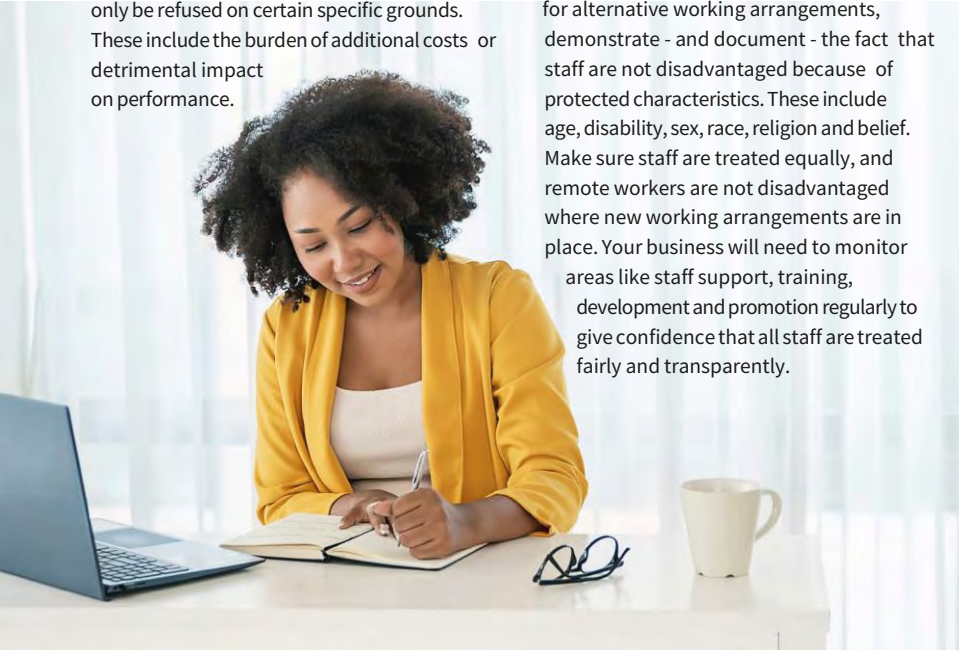 only be refused on certain specific grounds.
These include the burden of additional costs or
detrimental impact
on performance.
for alternative working arrangements,
demonstrate - and document - the fact that
staff are not disadvantaged because of
protected characteristics. These include
age, disability, sex, race, religion and belief.
Make sure staff are treated equally, and
remote workers are not disadvantaged
where new working arrangements are in
place. Your business will need to monitor
areas like staff support, training,
development and promotion regularly to
give confidence that all staff are treated
fairly and transparently.